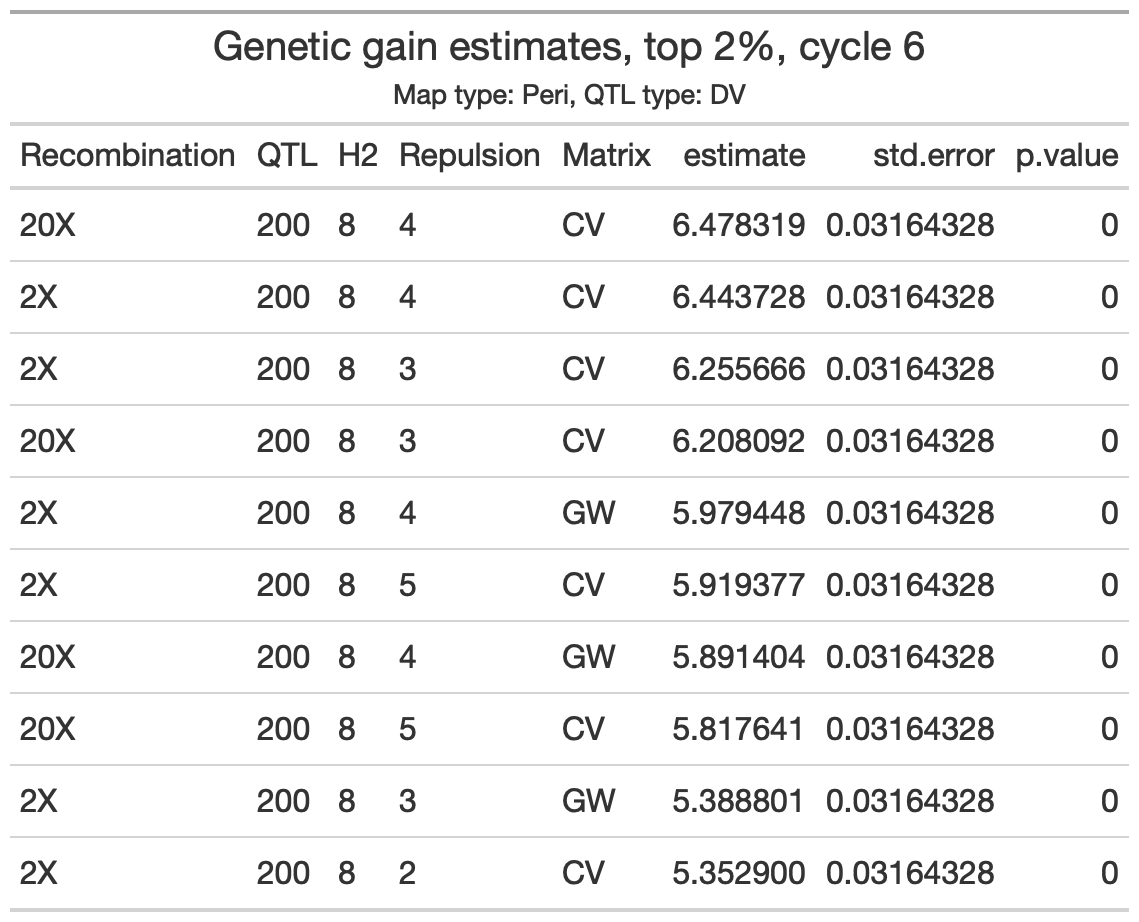 Genetic gain estimates, top 2%, cycle 6
Map type: Peri, QTL type: DV
Recombination QTL H2 Repulsion Matrix estimate std.error p.value
20X 200 8 4 CV 6.478319 0.03164328 0
2X 200 8 4 CV 6.443728 0.03164328 0
2X 200 8 3 CV 6.255666 0.03164328 0
20X 200 8 3 CV 6.208092 0.03164328 0
2X 200 8 4 GW 5.979448 0.03164328 0
2X 200 8 5 CV 5.919377 0.03164328 0
20X 200 8 4 GW 5.891404 0.03164328 0
20X 200 8 5 CV 5.817641 0.03164328 0
2X 200 8 3 GW 5.388801 0.03164328 0
2X 200 8 2 CV 5.352900 0.03164328 0